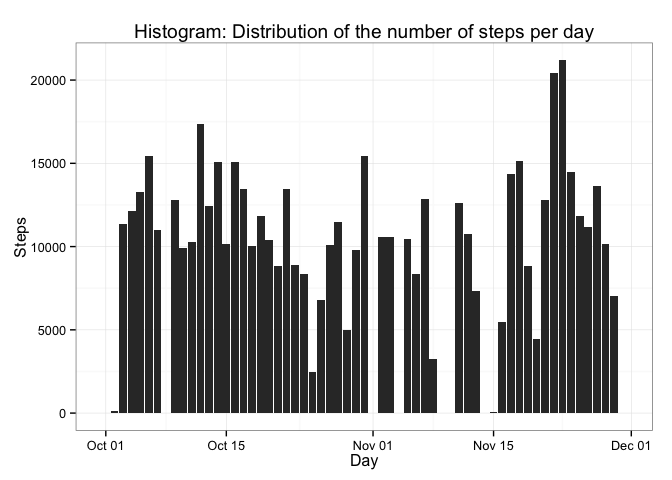 Histogram: Distribution of the number of steps per day
20000
15000
10000
5000
0
Steps
Oct 01 Oct 15 Nov 01 Nov 15 Dec 01
Day